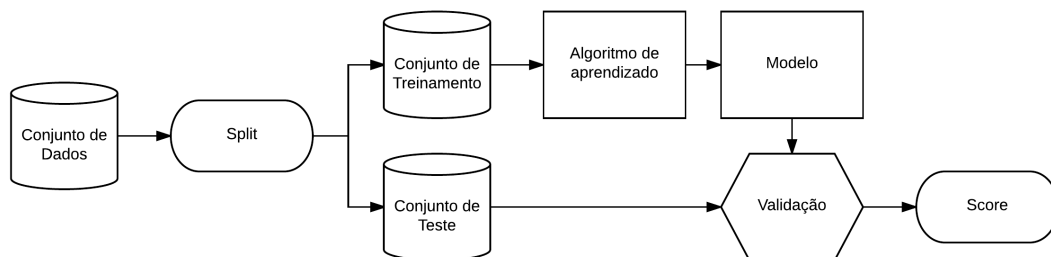 Conjunto de
Dados
Split
Conjunto de
Treinamento
Algoritmo de
aprendizado
Modelo
Conjunto de
Teste
Validação
Score